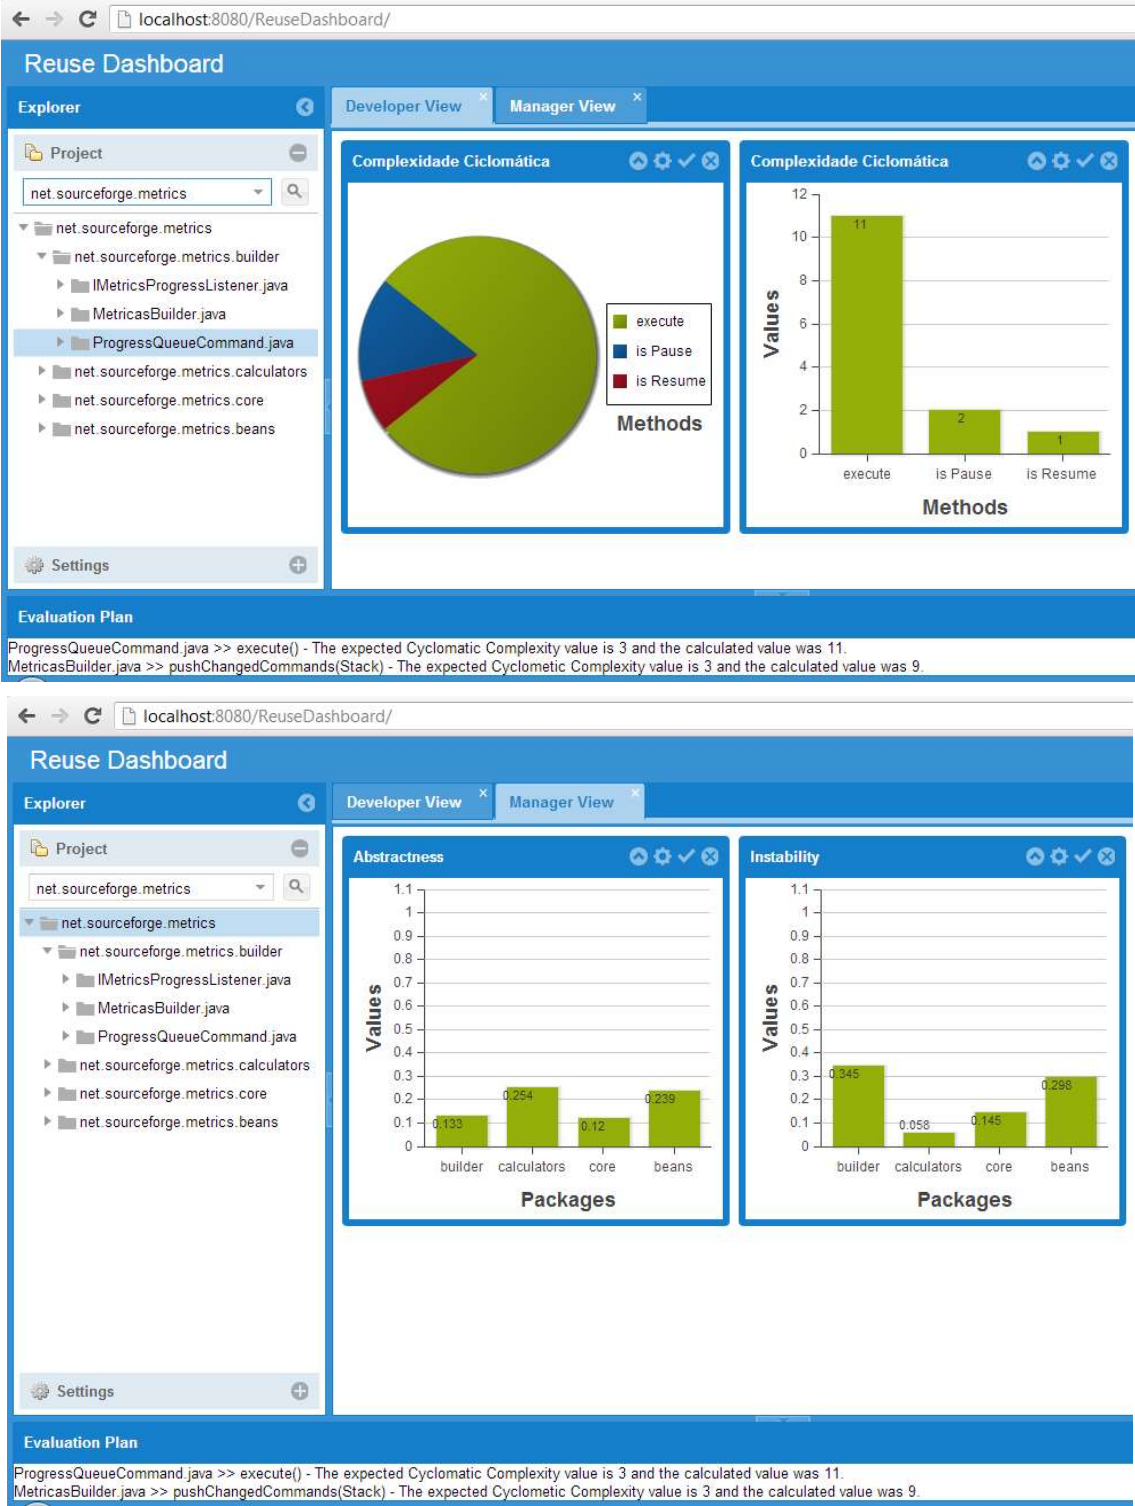 localhost:8080/ReuseDashboard/
Reuse Dashboard
Explorer
Developer View
Manager View
Project
net.sourceforge.metrics
net.sourceforge.metrics
net.sourceforge.metrics.builder
IMetricsProgressListener.java
MetricasBuilder.java
ProgressQueueCommand.java
net.sourceforge.metrics.calculators
net.sourceforge.metrics.core
net.sourceforge.metrics.beans
Settings
Complexidade Ciclomática
execute
is Pause
is Resume
Methods
Complexidade Ciclomática
12
10
8
6
4
2
0
Values
11
2
1
execute is Pause is Resume
Methods
Evaluation Plan
ProgressQueueCommand.java >> execute() - The expected Cyclomatic Complexity value is 3 and the calculated value was 11.
MetricasBuilder.java >> pushChangedCommands(Stack) - The expected Cyclometic Complexity value is 3 and the calculated value was 9.
localhost:8080/ReuseDashboard/
Reuse Dashboard
Explorer
Developer View
Manager View
Project
net.sourceforge.metrics
net.sourceforge.metrics
net.sourceforge.metrics.builder
IMetricsProgressListener.java
MetricasBuilder.java
ProgressQueueCommand.java
net.sourceforge.metrics.calculators
net.sourceforge.metrics.core
net.sourceforge.metrics.beans
Settings
Abstractness
1.1
1
0.9
0.8
0.7
0.6
0.5
0.4
0.3
0.2
0.1
0
Values
0.133
0.254
0.12
0.239
builder calculators core beans
Packages
Instability
1.1
1
0.9
0.8
0.7
0.6
0.5
0.4
0.3
0.2
0.1
0
Values
0.345
0.058
0.145
0.298
builder calculators core beans
Packages
Evaluation Plan
ProgressQueueCommand.java >> execute() - The expected Cyclomatic Complexity value is 3 and the calculated value was 11.
MetricasBuilder.java >> pushChangedCommands(Stack) - The expected Cyclometic Complexity value is 3 and the calculated value was 9.